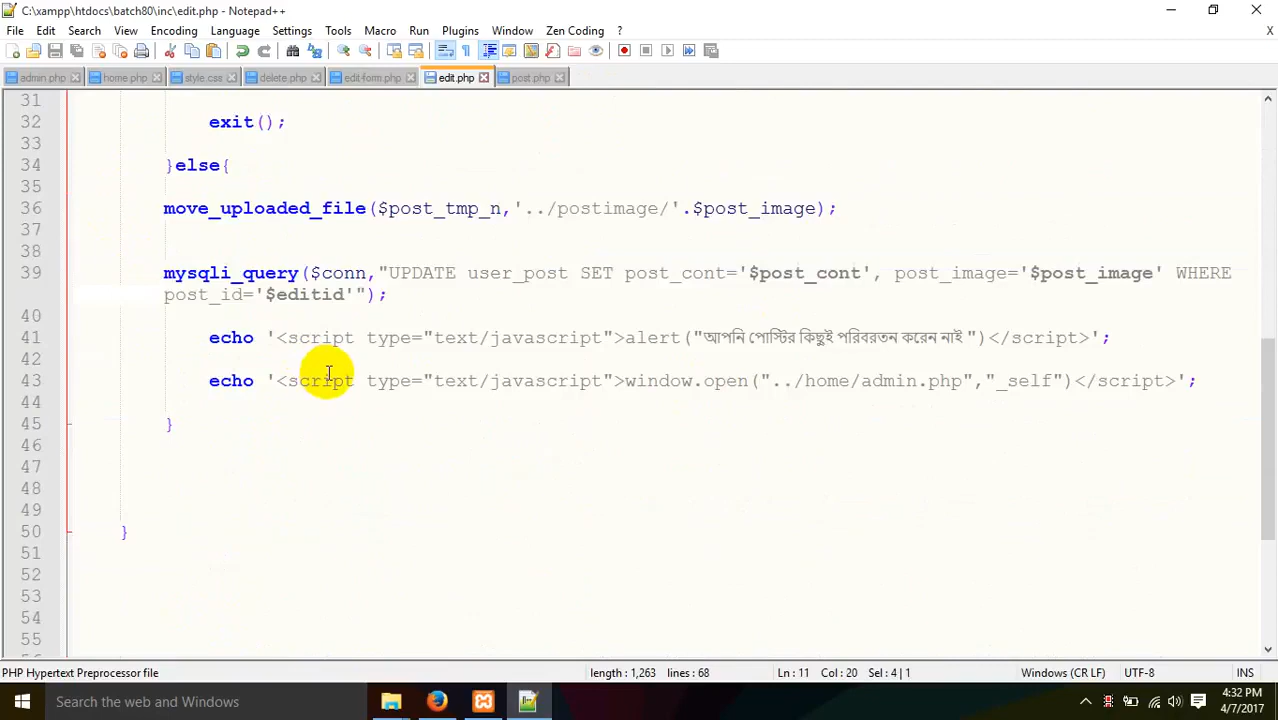 C:\xampp\htdocs\batch80\inc\edit.php - Notepad++
File Edit Search View Encoding Language Settings Tools Macro Run Plugins Window Zen Coding ? X
admin.php home.php style.css delete.php edit-form.php edit.php post.php
31
32 exit();
33
34 }else{
35
36 move_uploaded_file($post_tmp_n,'../postimage/'.$post_image);
37
38
39 mysqli_query($conn,"UPDATE user_post SET post_cont='$post_cont', post_image='$post_image' WHERE
post_id='$editid'");
40
41 echo '<script type="text/javascript">alert("আপনি পোস্টির কিছুই পরিবরতন করেন নাই ")</script>';
42
43 echo '<script type="text/javascript">window.open("../home/admin.php","_self")</script>';
44
45 }
46
47
48
49
50 }
51
52
53
54
55
PHP Hypertext Preprocessor file length : 1,263 lines : 68 Ln : 11 Col : 20 Sel : 4 | 1 Windows (CR LF) UTF-8 INS
Search the web and Windows
4:32 PM
4/7/2017